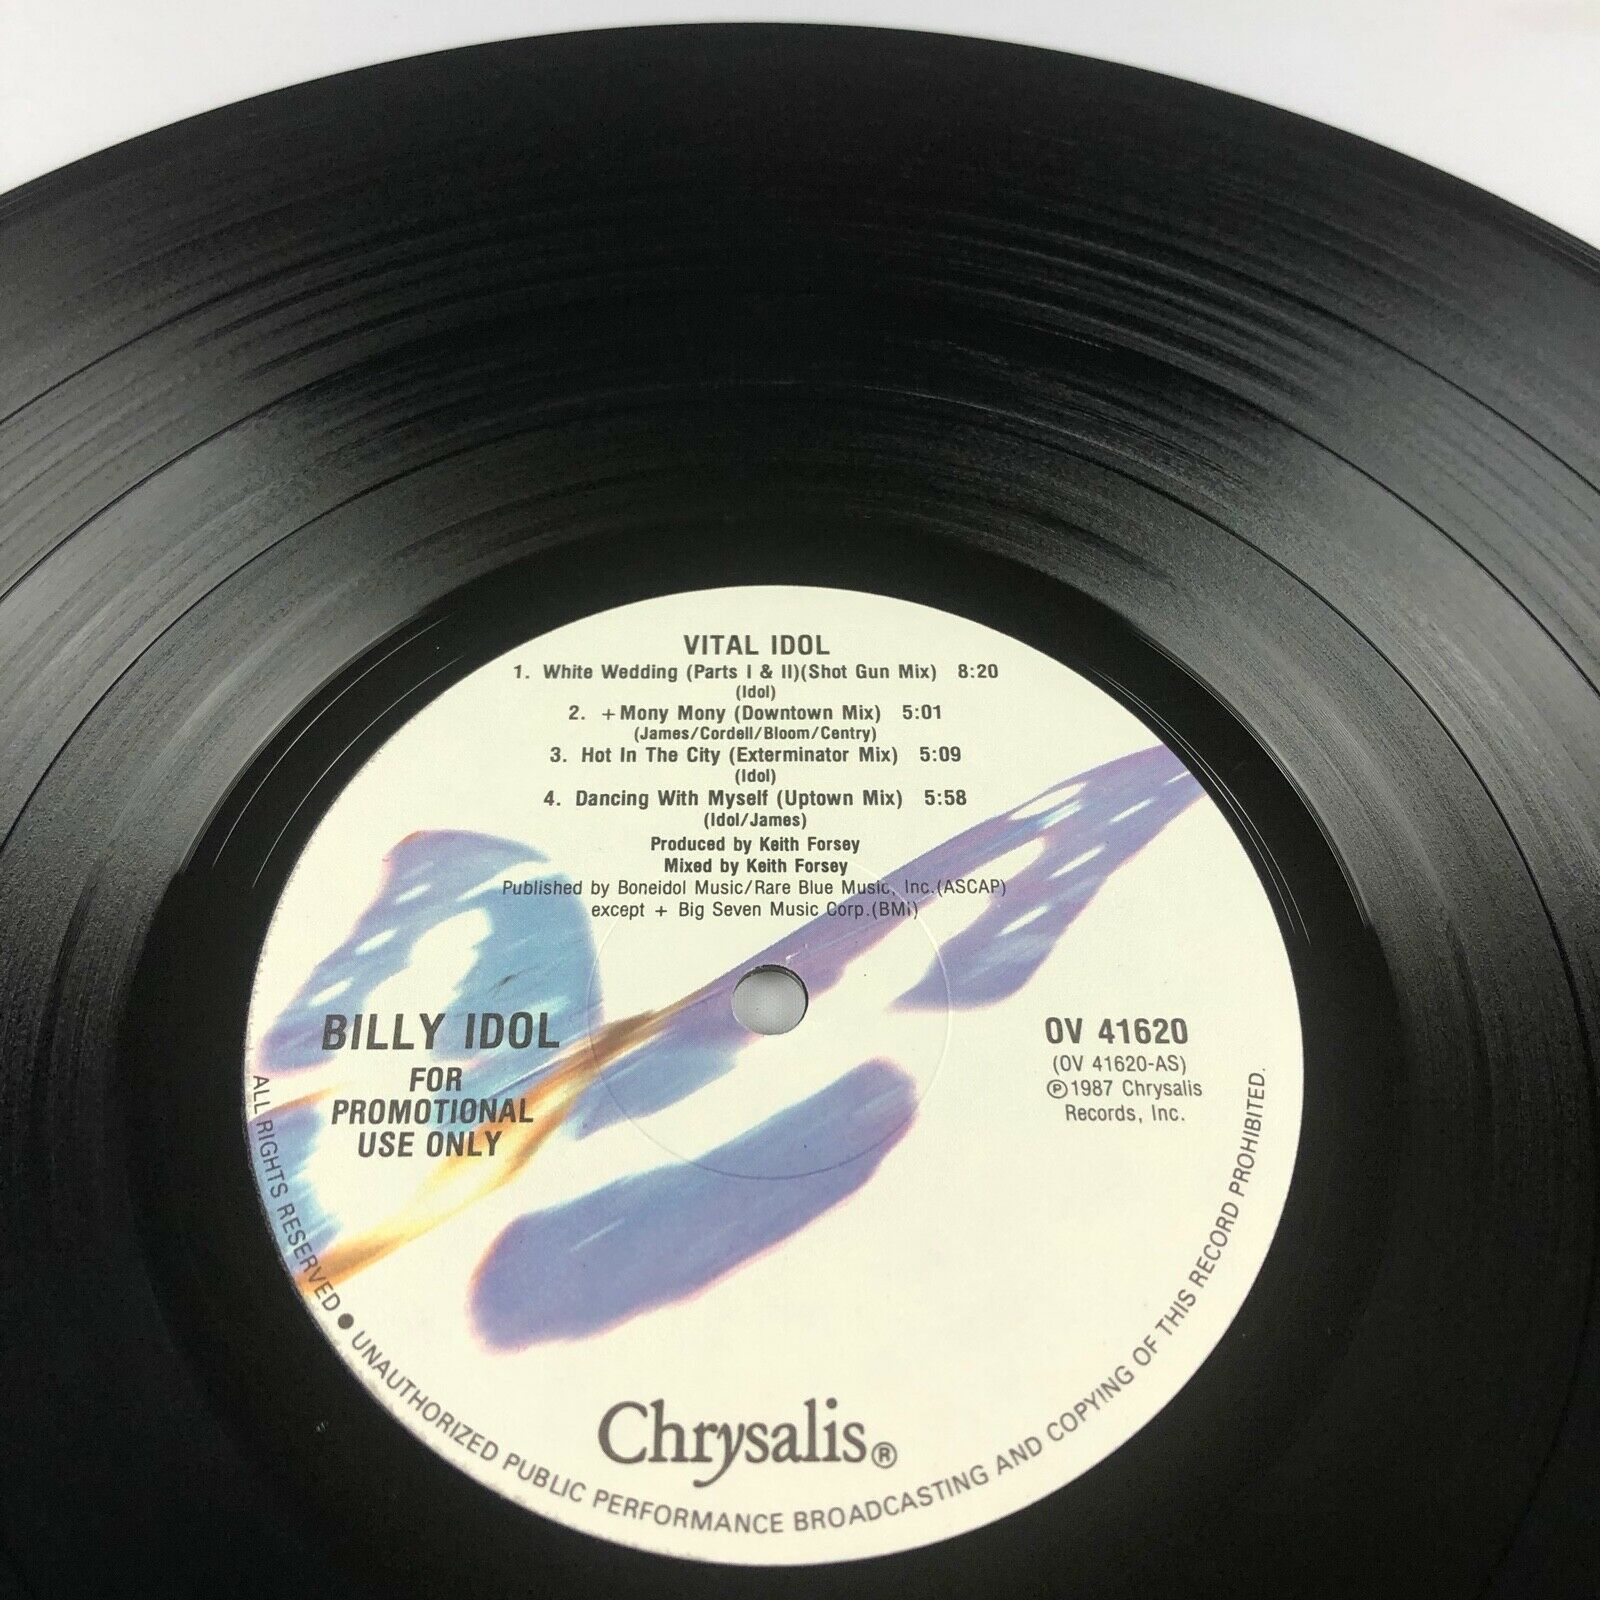 VITAL IDOL
1. White Wedding (Parts I & II)(Shot Gun Mix) 8:20
(Idol)
2. +Mony Mony (Downtown Mix) 5:01
(James/Cordell/Bloom/Centry)
3. Hot In The City (Exterminator Mix) 5:09
(Idol)
4. Dancing With Myself (Uptown Mix) 5:58
(Idol/James)
Produced by Keith Forsey
Mixed by Keith Forsey
Published by Boneidol Music/Rare Blue Music, Inc.(ASCAP)
except + Big Seven Music Corp.(BMI)
BILLY IDOL
FOR
PROMOTIONAL
USE ONLY
OV 41620
(OV 41620-AS)
℗1987 Chrysalis
Records, Inc.
Chrysalis®
ALL RIGHTS RESERVED ● UNAUTHORIZED PUBLIC PERFORMANCE BROADCASTING AND COPYING OF THIS RECORD PROHIBITED.